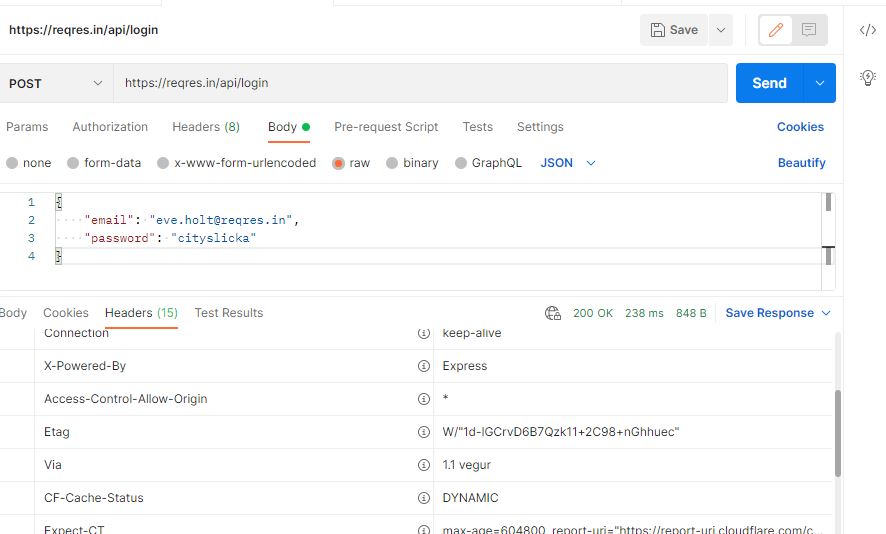 https://reqres.in/api/login
Save
POST
https://reqres.in/api/login
Send
Params Authorization Headers (8) Body Pre-request Script Tests Settings Cookies
none form-data x-www-form-urlencoded raw binary GraphQL JSON Beautify
1 {
2 "email": "eve.holt@reqres.in",
3 "password": "cityslicka"
4 }
Body Cookies Headers (15) Test Results 200 OK 238 ms 848 B Save Response
Connection keep-alive
X-Powered-By Express
Access-Control-Allow-Origin *
Etag W/"1d-lGCrvD6B7Qzk11+2C98+nGhhuec"
Via 1.1 vegur
CF-Cache-Status DYNAMIC
Expect-CT max-age=604800, report-uri="https://report-uri.cloudflare.com/c...